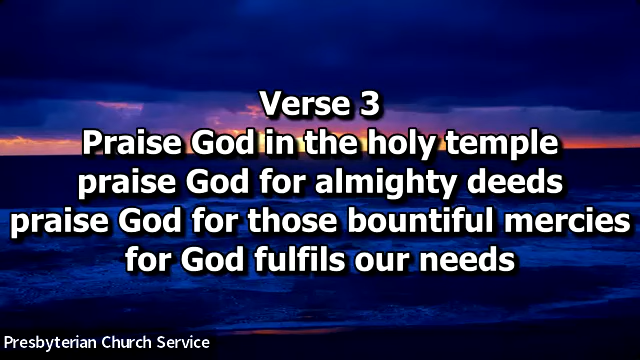 Verse 3
Praise God in the holy temple
praise God for almighty deeds
praise God for those bountiful mercies
for God fulfils our needs
Presbyterian Church Service